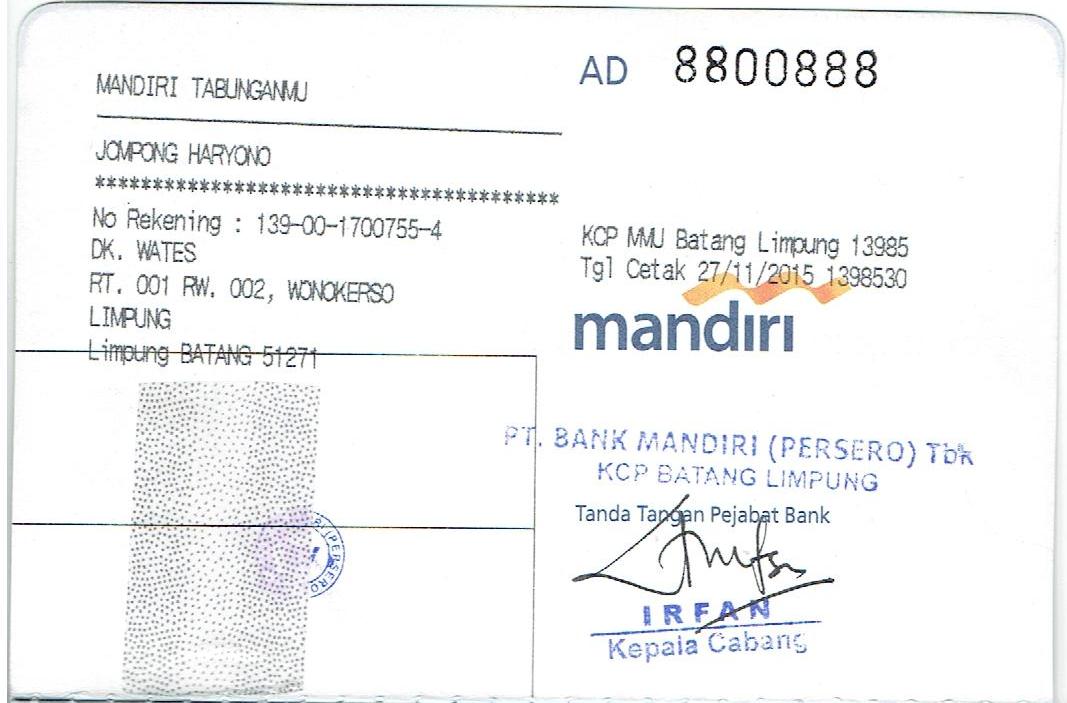 MANDIRI TABUNGANMU
AD 8800888
JOMPONG HARYONO
****************************************
No Rekening : 139-00-1700755-4
DK. WATES
RT. 001 RW. 002, WONOKERSO
LIMPUNG
Limpung BATANG 51271
KCP MMU Batang Limpung 13985
Tgl Cetak 27/11/2015 1398530
mandiri
PT. BANK MANDIRI (PERSERO) Tbk
KCP BATANG LIMPUNG
Tanda Tangan Pejabat Bank
IRFAN
Kepala Cabang
PERSERO